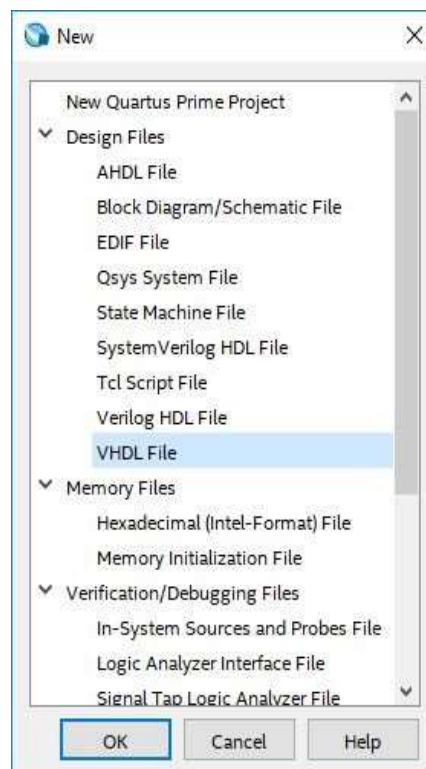 New
New Quartus Prime Project
Design Files
AHDL File
Block Diagram/Schematic File
EDIF File
Qsys System File
State Machine File
SystemVerilog HDL File
Tcl Script File
Verilog HDL File
VHDL File
Memory Files
Hexadecimal (Intel-Format) File
Memory Initialization File
Verification/Debugging Files
In-System Sources and Probes File
Logic Analyzer Interface File
Signal Tap Logic Analyzer File
OK Cancel Help